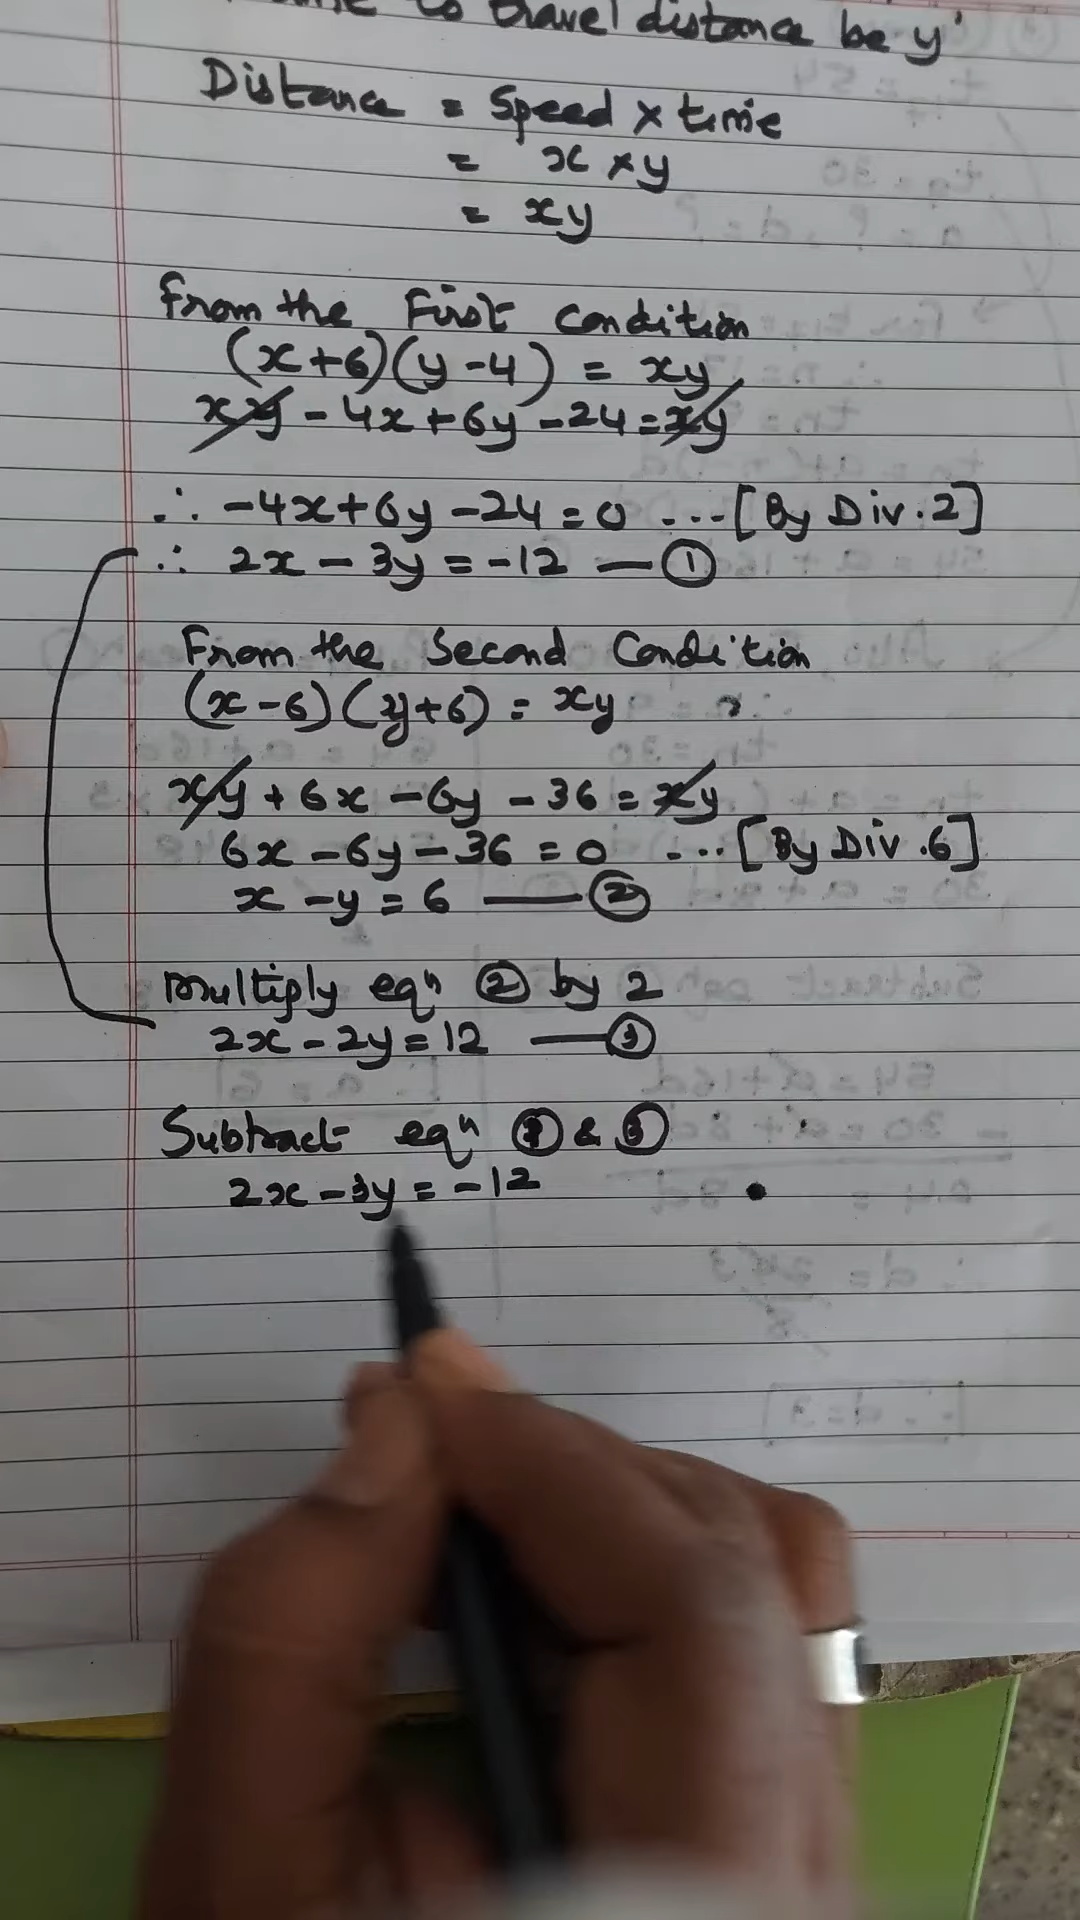 to travel distance be y'
Distance = Speed × time
= x × y
= xy
From the First Condition
(x+6)(y-4) = xy
xy - 4x + 6y - 24 = xy
∴ -4x+6y-24=0 ...[By Div.2]
∴ 2x - 3y = -12 — ①
From the Second Condition
(x-6)(y+6) = xy
xy + 6x - 6y - 36 = xy
6x - 6y - 36 = 0 ...[By Div.6]
x - y = 6 — ②
Multiply eqn ② by 2
2x - 2y = 12 — ③
Subtract eqn ① & ③
2x - 3y = -12